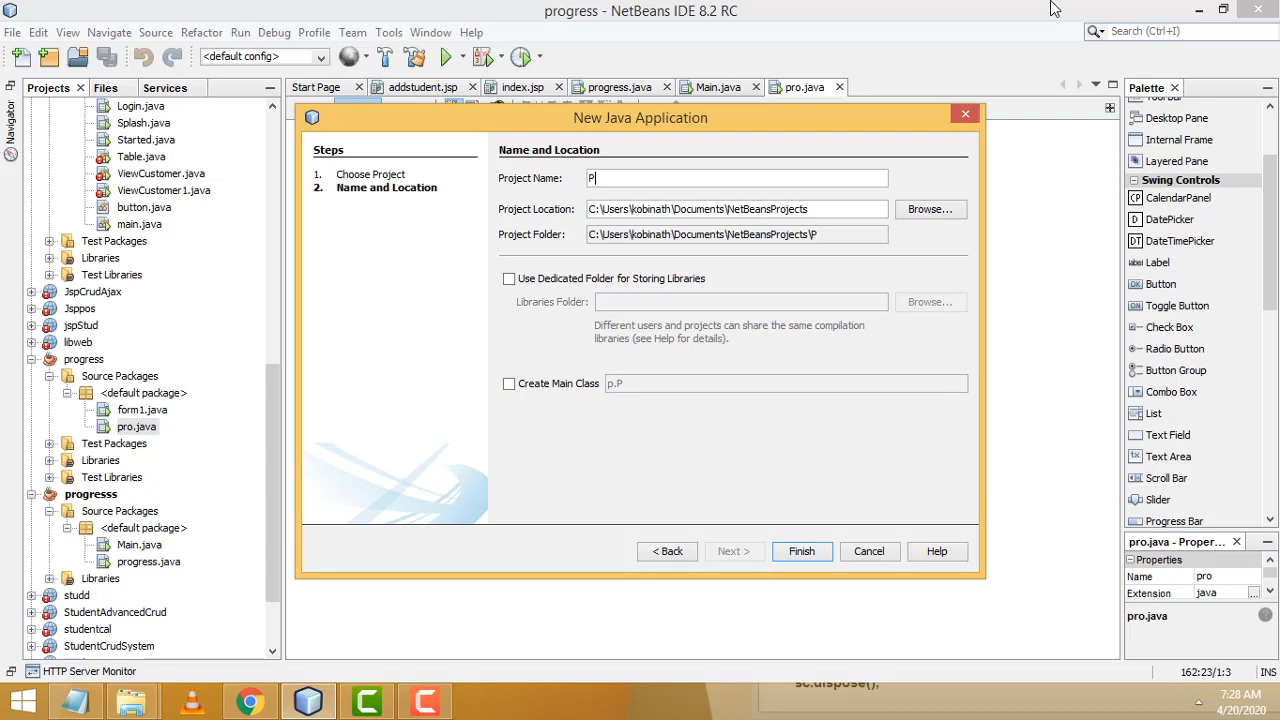 progress - NetBeans IDE 8.2 RC
File Edit View Navigate Source Refactor Run Debug Profile Team Tools Window Help
Search (Ctrl+I)
<default config>
Projects Files Services
Start Page addstudent.jsp index.jsp progress.java Main.java pro.java
Palette
Navigator
Login.java
Splash.java
Started.java
Table.java
ViewCustomer.java
ViewCustomer1.java
button.java
main.java
Test Packages
Libraries
Test Libraries
JspCrudAjax
Jsppos
jspStud
libweb
progress
Source Packages
<default package>
form1.java
pro.java
Test Packages
Libraries
Test Libraries
progresss
Source Packages
<default package>
Main.java
progress.java
Libraries
studd
StudentAdvancedCrud
studentcal
StudentCrudSystem
New Java Application
Steps
1. Choose Project
2. Name and Location
Name and Location
Project Name: P
Project Location: C:\Users\kobinath\Documents\NetBeansProjects Browse...
Project Folder: C:\Users\kobinath\Documents\NetBeansProjects\P
Use Dedicated Folder for Storing Libraries
Libraries Folder: Browse...
Different users and projects can share the same compilation
libraries (see Help for details).
Create Main Class p.P
< Back Next > Finish Cancel Help
Tool Bar
Desktop Pane
Internal Frame
Layered Pane
Swing Controls
CalendarPanel
DatePicker
DT DateTimePicker
Label
Button
Toggle Button
Check Box
Radio Button
Button Group
Combo Box
List
Text Field
Text Area
Scroll Bar
Slider
Progress Bar
pro.java - Propert...
Properties
Name pro
Extension java ...
pro.java
HTTP Server Monitor
162:23/1:3 INS
sc.dispose();
7:28 AM
4/20/2020